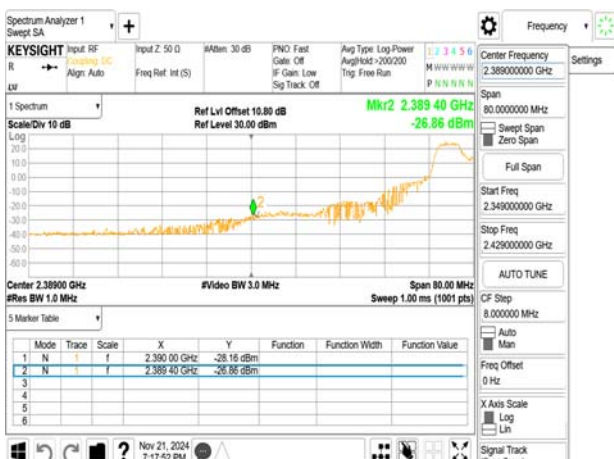 Spectrum Analyzer 1
Swept SA
+
Frequency
KEYSIGHT
R
Input: RF
Coupling: DC
Align: Auto
Input Z: 50 Ω
Freq Ref: Int (S)
#Atten: 30 dB
PNO: Fast
Gate: Off
IF Gain: Low
Sig Track: Off
Avg Type: Log-Power
Avg|Hold:>200/200
Trig: Free Run
1 2 3 4 5 6
M W W W W W
P N N N N N
Center Frequency
2.389000000 GHz
Settings
1 Spectrum
Scale/Div 10 dB
Ref Lvl Offset 10.80 dB
Ref Level 30.00 dBm
Mkr2 2.389 40 GHz
-26.86 dBm
Log
20.0
10.0
0.00
-10.0
-20.0
-30.0
-40.0
-50.0
-60.0
2
Center 2.38900 GHz
#Res BW 1.0 MHz
#Video BW 3.0 MHz
Span 80.00 MHz
Sweep 1.00 ms (1001 pts)
Span
80.0000000 MHz
Swept Span
Zero Span
Full Span
Start Freq
2.349000000 GHz
Stop Freq
2.429000000 GHz
AUTO TUNE
CF Step
8.000000 MHz
Auto
Man
Freq Offset
0 Hz
X Axis Scale
Log
Lin
Signal Track
5 Marker Table
Mode Trace Scale X Y Function Function Width Function Value
1 N 1 f 2.390 00 GHz -28.16 dBm
2 N 1 f 2.389 40 GHz -26.86 dBm
3
4
5
6
?
Nov 21, 2024
7:17:52 PM